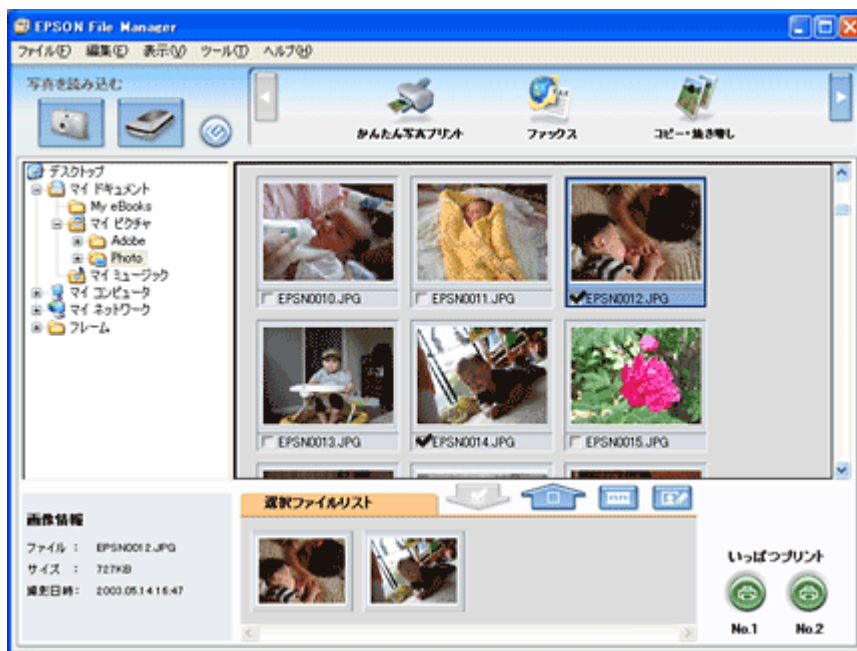 EPSON File Manager
ファイル(F) 編集(E) 表示(V) ツール(T) ヘルプ(H)
写真を読み込む
かんたん写真プリント ファックス コピー・焼き増し
デスクトップ
マイ ドキュメント
My eBooks
マイ ピクチャ
Adobe
Photo
マイ ミュージック
マイ コンピュータ
マイ ネットワーク
フレーム
EPSN0010.JPG EPSN0011.JPG EPSN0012.JPG
EPSN0013.JPG EPSN0014.JPG EPSN0015.JPG
選択ファイルリスト
画像情報
ファイル : EPSN0012.JPG
サイズ : 727KB
撮影日時: 2003.05.14 15:47
いっぱつプリント
No.1 No.2